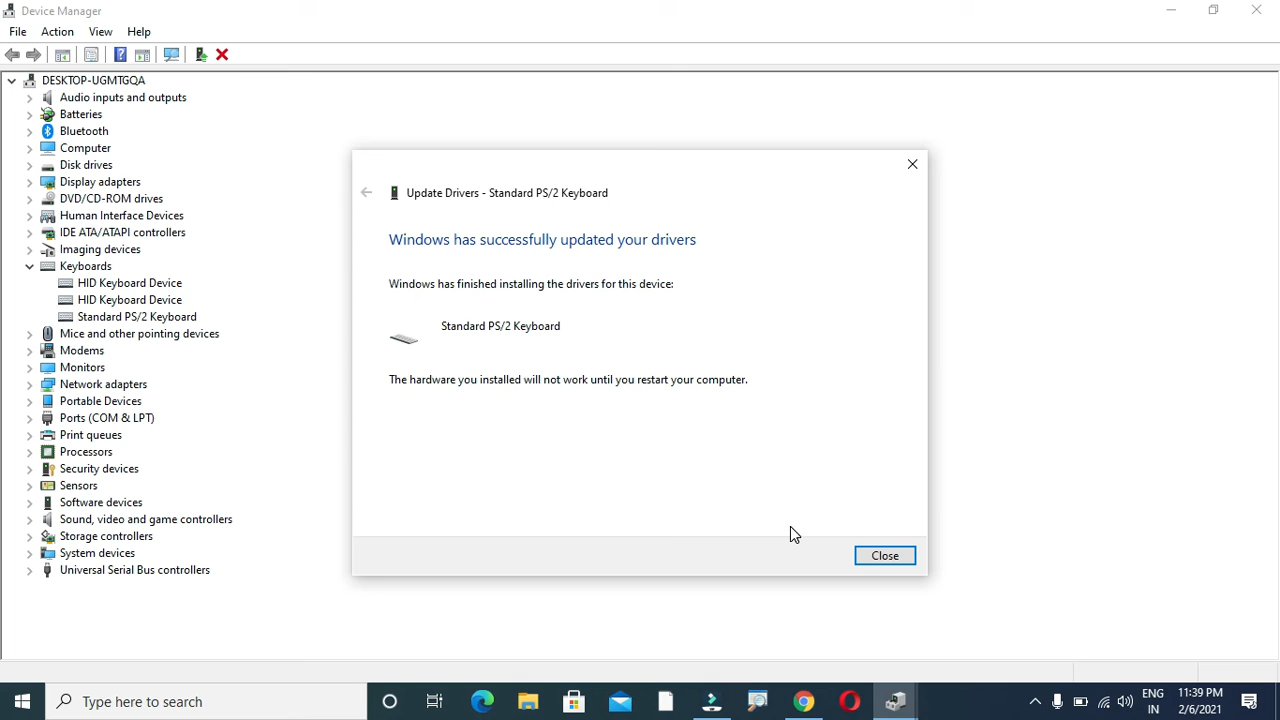 Device Manager
File Action View Help
DESKTOP-UGMTGQA
Audio inputs and outputs
Batteries
Bluetooth
Computer
Disk drives
Display adapters
DVD/CD-ROM drives
Human Interface Devices
IDE ATA/ATAPI controllers
Imaging devices
Keyboards
HID Keyboard Device
HID Keyboard Device
Standard PS/2 Keyboard
Mice and other pointing devices
Modems
Monitors
Network adapters
Portable Devices
Ports (COM & LPT)
Print queues
Processors
Security devices
Sensors
Software devices
Sound, video and game controllers
Storage controllers
System devices
Universal Serial Bus controllers
Update Drivers - Standard PS/2 Keyboard
Windows has successfully updated your drivers
Windows has finished installing the drivers for this device:
Standard PS/2 Keyboard
The hardware you installed will not work until you restart your computer.
Close
Type here to search
ENG
IN
11:39 PM
2/6/2021